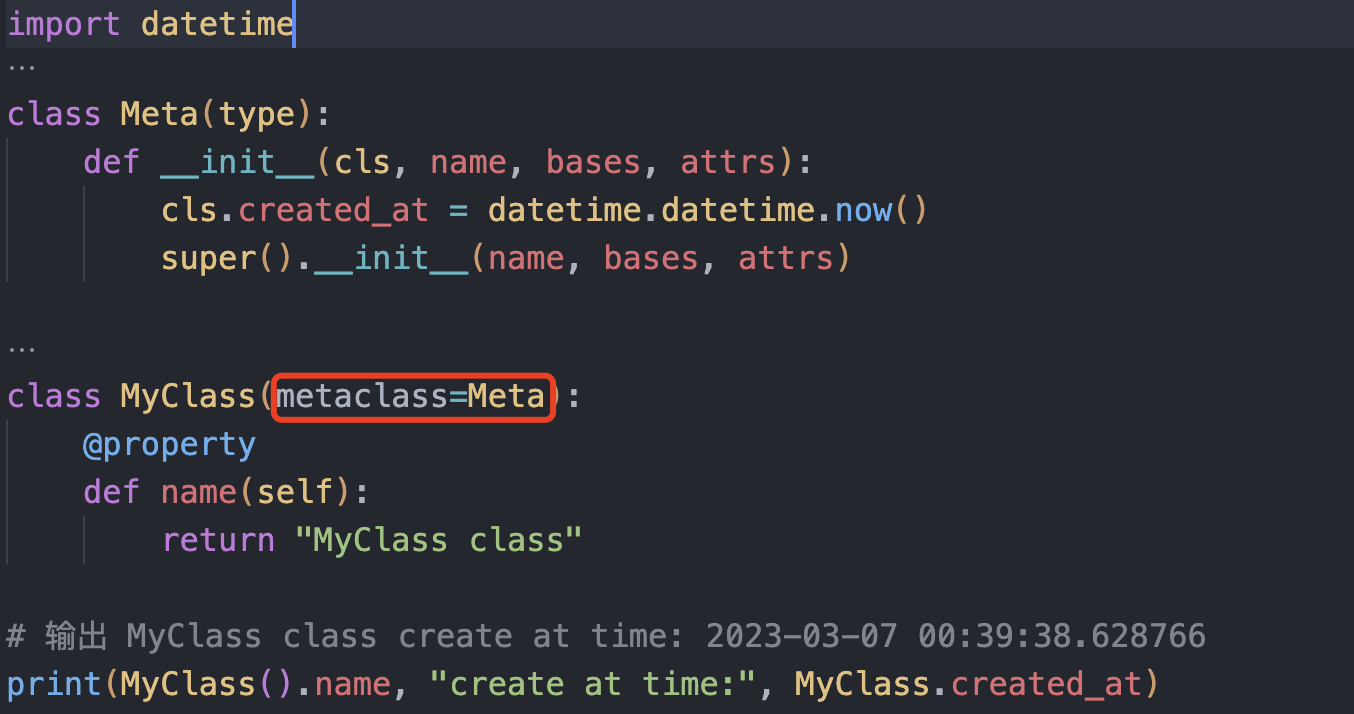 import datetime
...
class Meta(type):
    def __init__(cls, name, bases, attrs):
        cls.created_at = datetime.datetime.now()
        super().__init__(name, bases, attrs)
...
class MyClass(metaclass=Meta):
    @property
    def name(self):
        return "MyClass class"
# 输出 MyClass class create at time: 2023-03-07 00:39:38.628766
print(MyClass().name, "create at time:", MyClass.created_at)